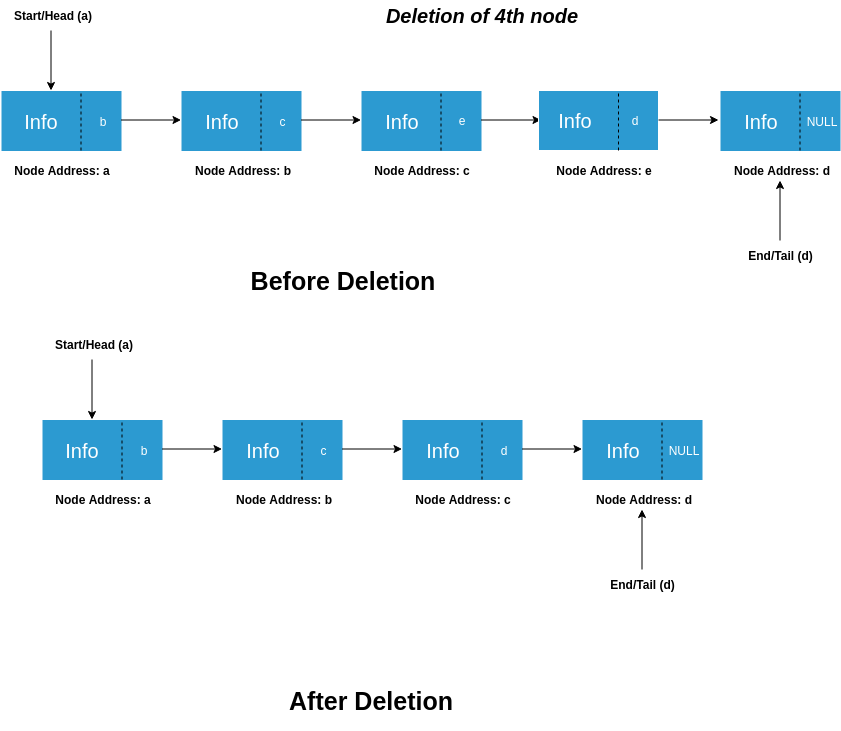 Start/Head (a)
Deletion of 4th node
Info b
Info c
Info e
Info d
Info NULL
Node Address: a
Node Address: b
Node Address: c
Node Address: e
Node Address: d
End/Tail (d)
Before Deletion
Start/Head (a)
Info b
Info c
Info d
Info NULL
Node Address: a
Node Address: b
Node Address: c
Node Address: d
End/Tail (d)
After Deletion